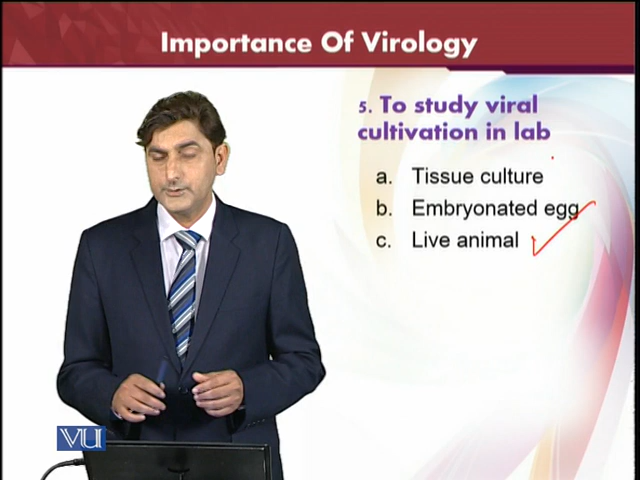 Importance Of Virology
5. To study viral
cultivation in lab
a. Tissue culture
b. Embryonated egg
c. Live animal
VU